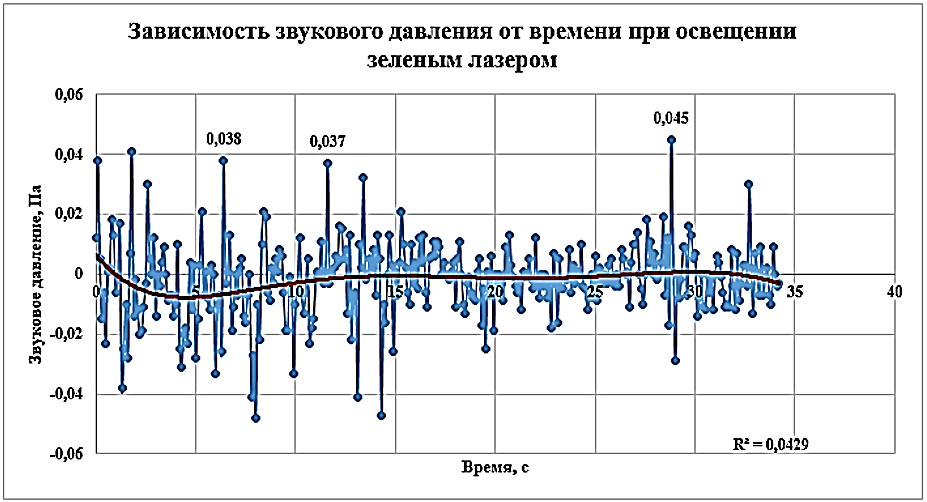 Зависимость звукового давления от времени при освещении
зеленым лазером
Звуковое давление, Па
0,06
0,04
0,02
0
-0,02
-0,04
-0,06
0,038
0,037
0,045
0 5 10 15 20 25 30 35 40
R² = 0,0429
Время, с